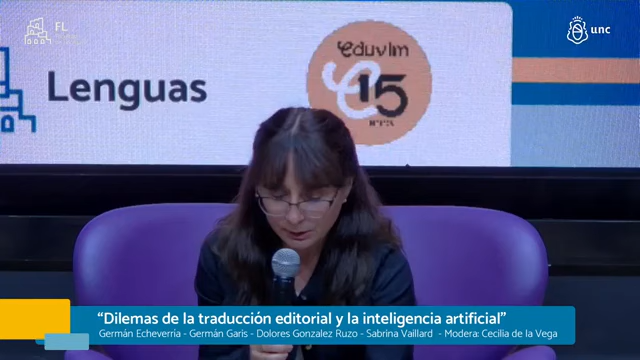 FL
unc
eduvim
Lenguas
15
“Dilemas de la traducción editorial y la inteligencia artificial”
Germán Echeverría - Germán Garis - Dolores Gonzalez Ruzo - Sabrina Vaillard - Modera: Cecilia de la Vega